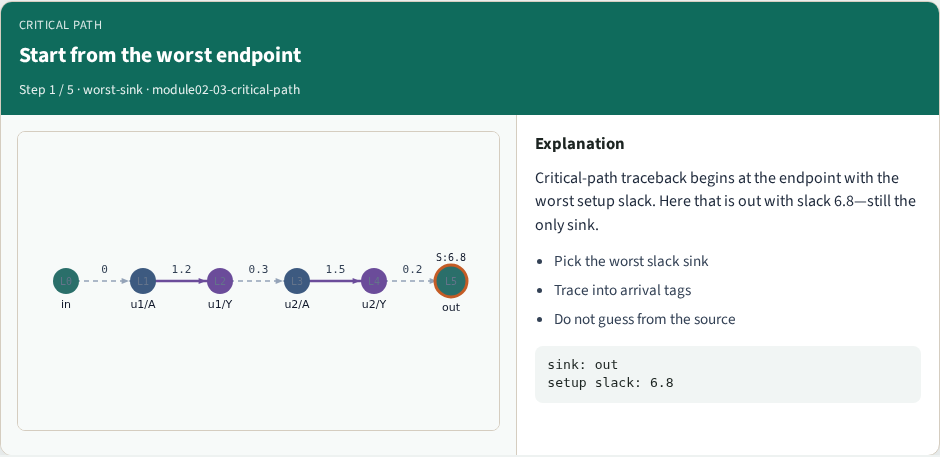 CRITICAL PATH
Start from the worst endpoint
Step 1 / 5 · worst-sink · module02-03-critical-path
S:6.8
0 1.2 0.3 1.5 0.2
L6 L1 L2 L3 L4 L5
in u1/A u1/Y u2/A u2/Y out
Explanation
Critical-path traceback begins at the endpoint with the
worst setup slack. Here that is out with slack 6.8—still the
only sink.
• Pick the worst slack sink
• Trace into arrival tags
• Do not guess from the source
sink: out
setup slack: 6.8